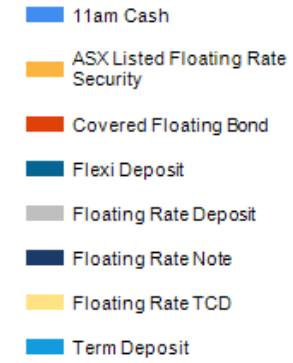 11am Cash
ASX Listed Floating Rate
Security
Covered Floating Bond
Flexi Deposit
Floating Rate Deposit
Floating Rate Note
Floating Rate TCD
Term Deposit